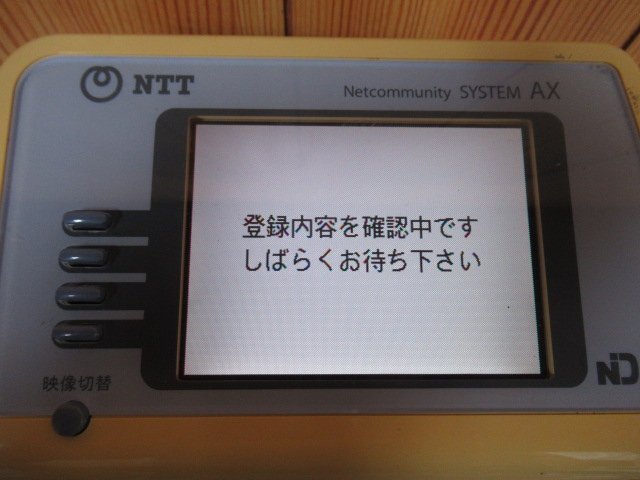 NTT
Netcommunity SYSTEM AX
登録内容を確認中です
しばらくお待ち下さい
映像切替